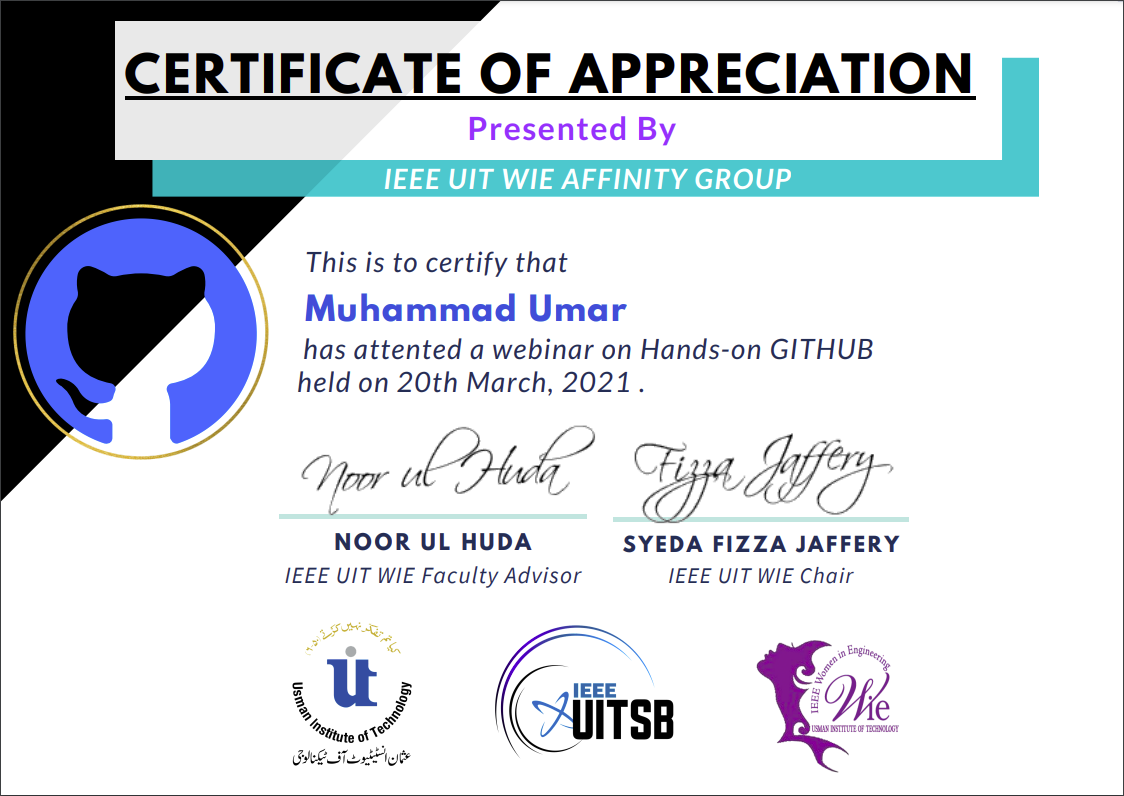 CERTIFICATE OF APPRECIATION
Presented By
IEEE UIT WIE AFFINITY GROUP
This is to certify that
Muhammad Umar
has attented a webinar on Hands-on GITHUB
held on 20th March, 2021 .
Noor ul Huda
Fizza Jaffery
NOOR UL HUDA
SYEDA FIZZA JAFFERY
IEEE UIT WIE Faculty Advisor
IEEE UIT WIE Chair
uit
Usman Institute of Technology
عثمان انسٹیٹیوٹ آف ٹیکنالوجی
IEEE
UITSB
IEEE Women in Engineering
Wie
USMAN INSTITUTE OF TECHNOLOGY